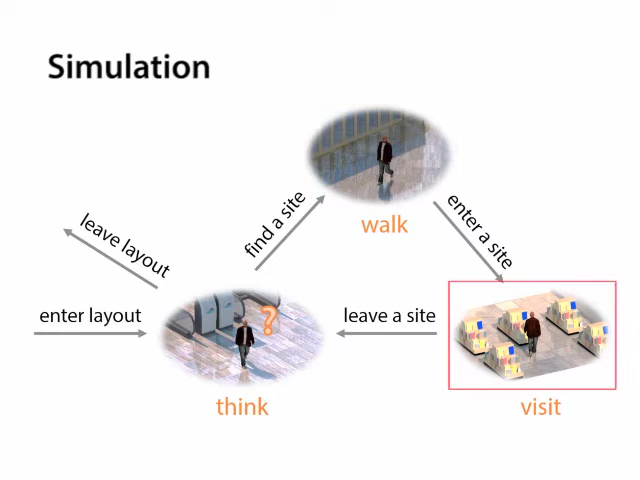 Simulation
walk
find a site
enter a site
leave layout
enter layout
?
leave a site
think
visit